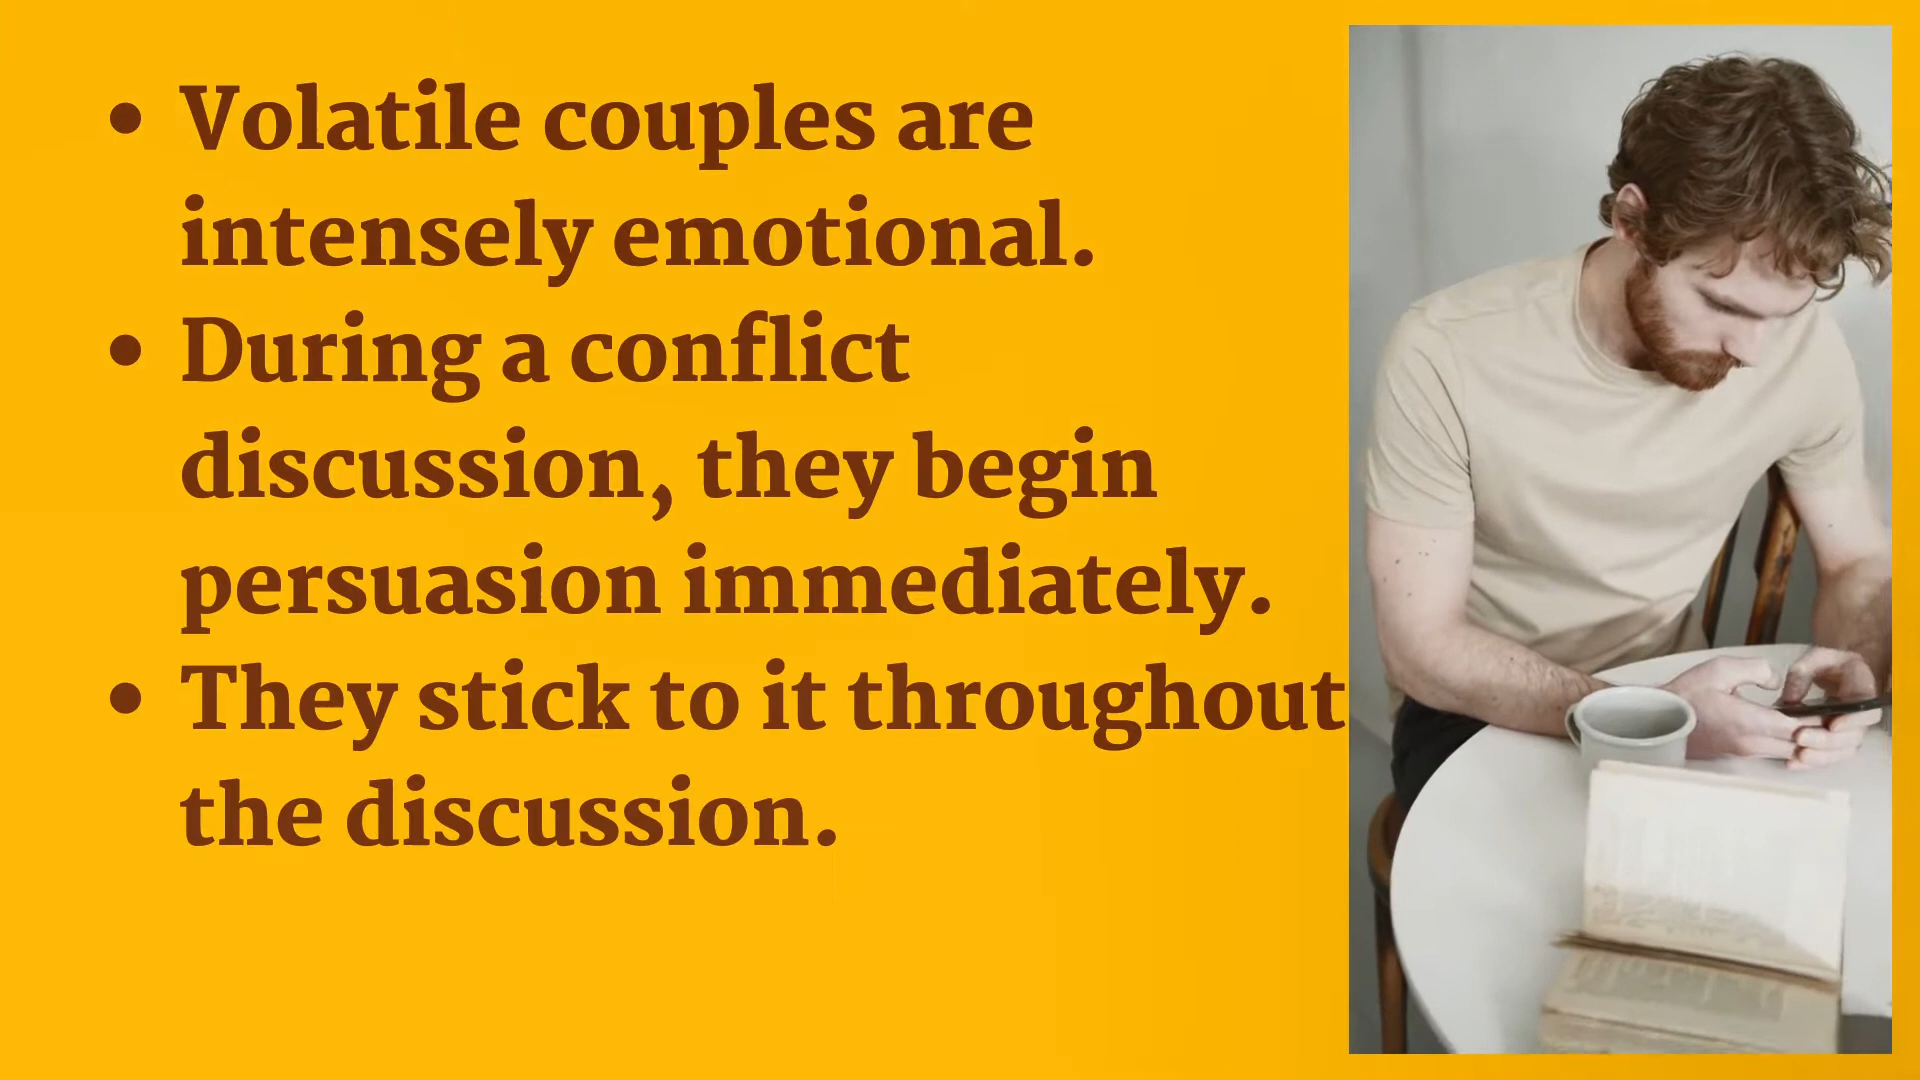 • Volatile couples are
intensely emotional.
• During a conflict
discussion, they begin
persuasion immediately.
• They stick to it throughout
the discussion.